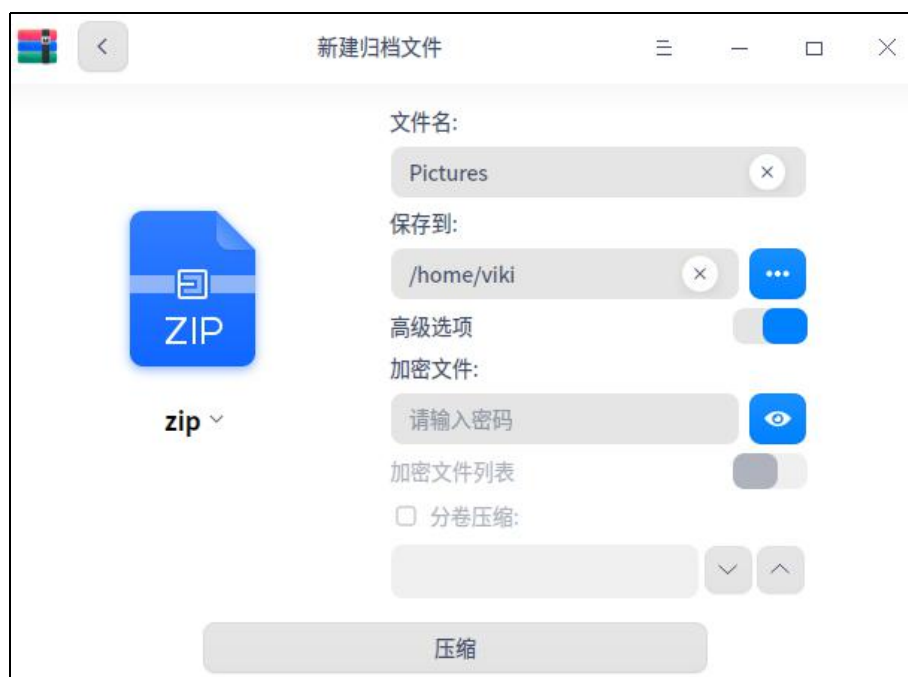 新建归档文件
文件名:
Pictures
保存到:
/home/viki
高级选项
加密文件:
请输入密码
加密文件列表
分卷压缩:
ZIP
zip
压缩